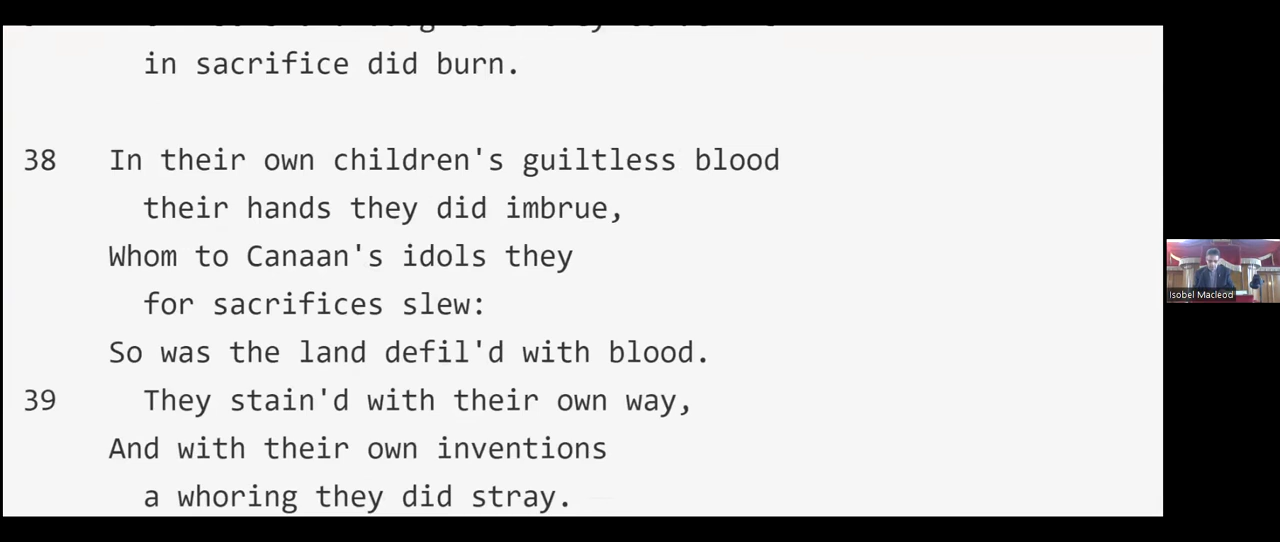 in sacrifice did burn.
38 In their own children's guiltless blood
their hands they did imbrue,
Whom to Canaan's idols they
for sacrifices slew:
So was the land defil'd with blood.
39 They stain'd with their own way,
And with their own inventions
a whoring they did stray.
Isobel Macleod